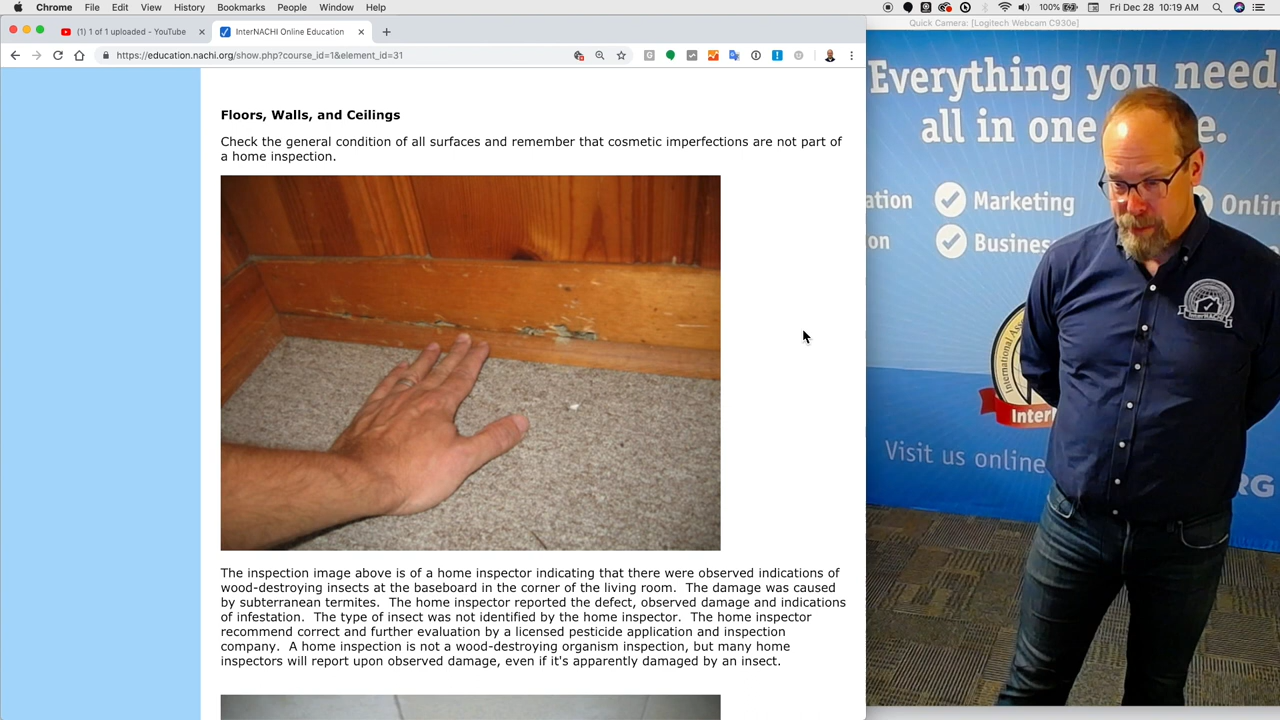 Chrome File Edit View History Bookmarks People Window Help
100% Fri Dec 28 10:19 AM
(1) 1 of 1 uploaded - YouTube
InterNACHI Online Education
Quick Camera: [Logitech Webcam C930e]
https://education.nachi.org/show.php?course_id=1&element_id=31
Floors, Walls, and Ceilings
Check the general condition of all surfaces and remember that cosmetic imperfections are not part of
a home inspection.
The inspection image above is of a home inspector indicating that there were observed indications of
wood-destroying insects at the baseboard in the corner of the living room. The damage was caused
by subterranean termites. The home inspector reported the defect, observed damage and indications
of infestation. The type of insect was not identified by the home inspector. The home inspector
recommend correct and further evaluation by a licensed pesticide application and inspection
company. A home inspection is not a wood-destroying organism inspection, but many home
inspectors will report upon observed damage, even if it's apparently damaged by an insect.
Everything you need,
all in one
Marketing
Busines
Onlin
International
Inter
InterNACHI
Visit us online
RG